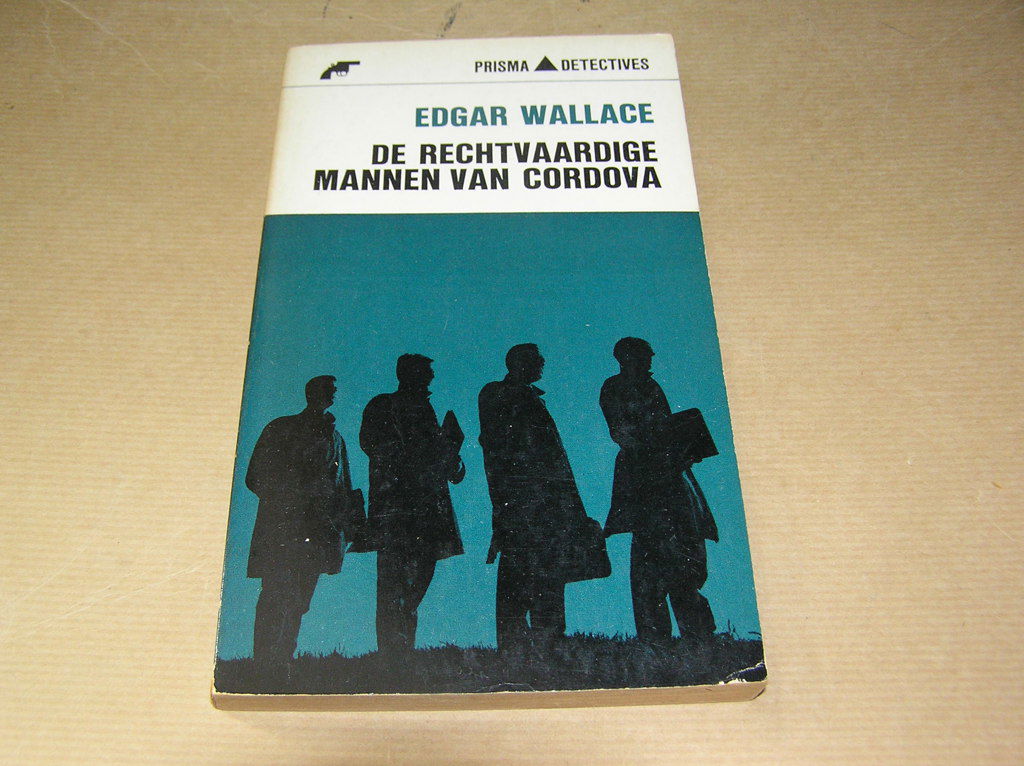 PRISMA DETECTIVES
EDGAR WALLACE
DE RECHTVAARDIGE
MANNEN VAN CORDOVA